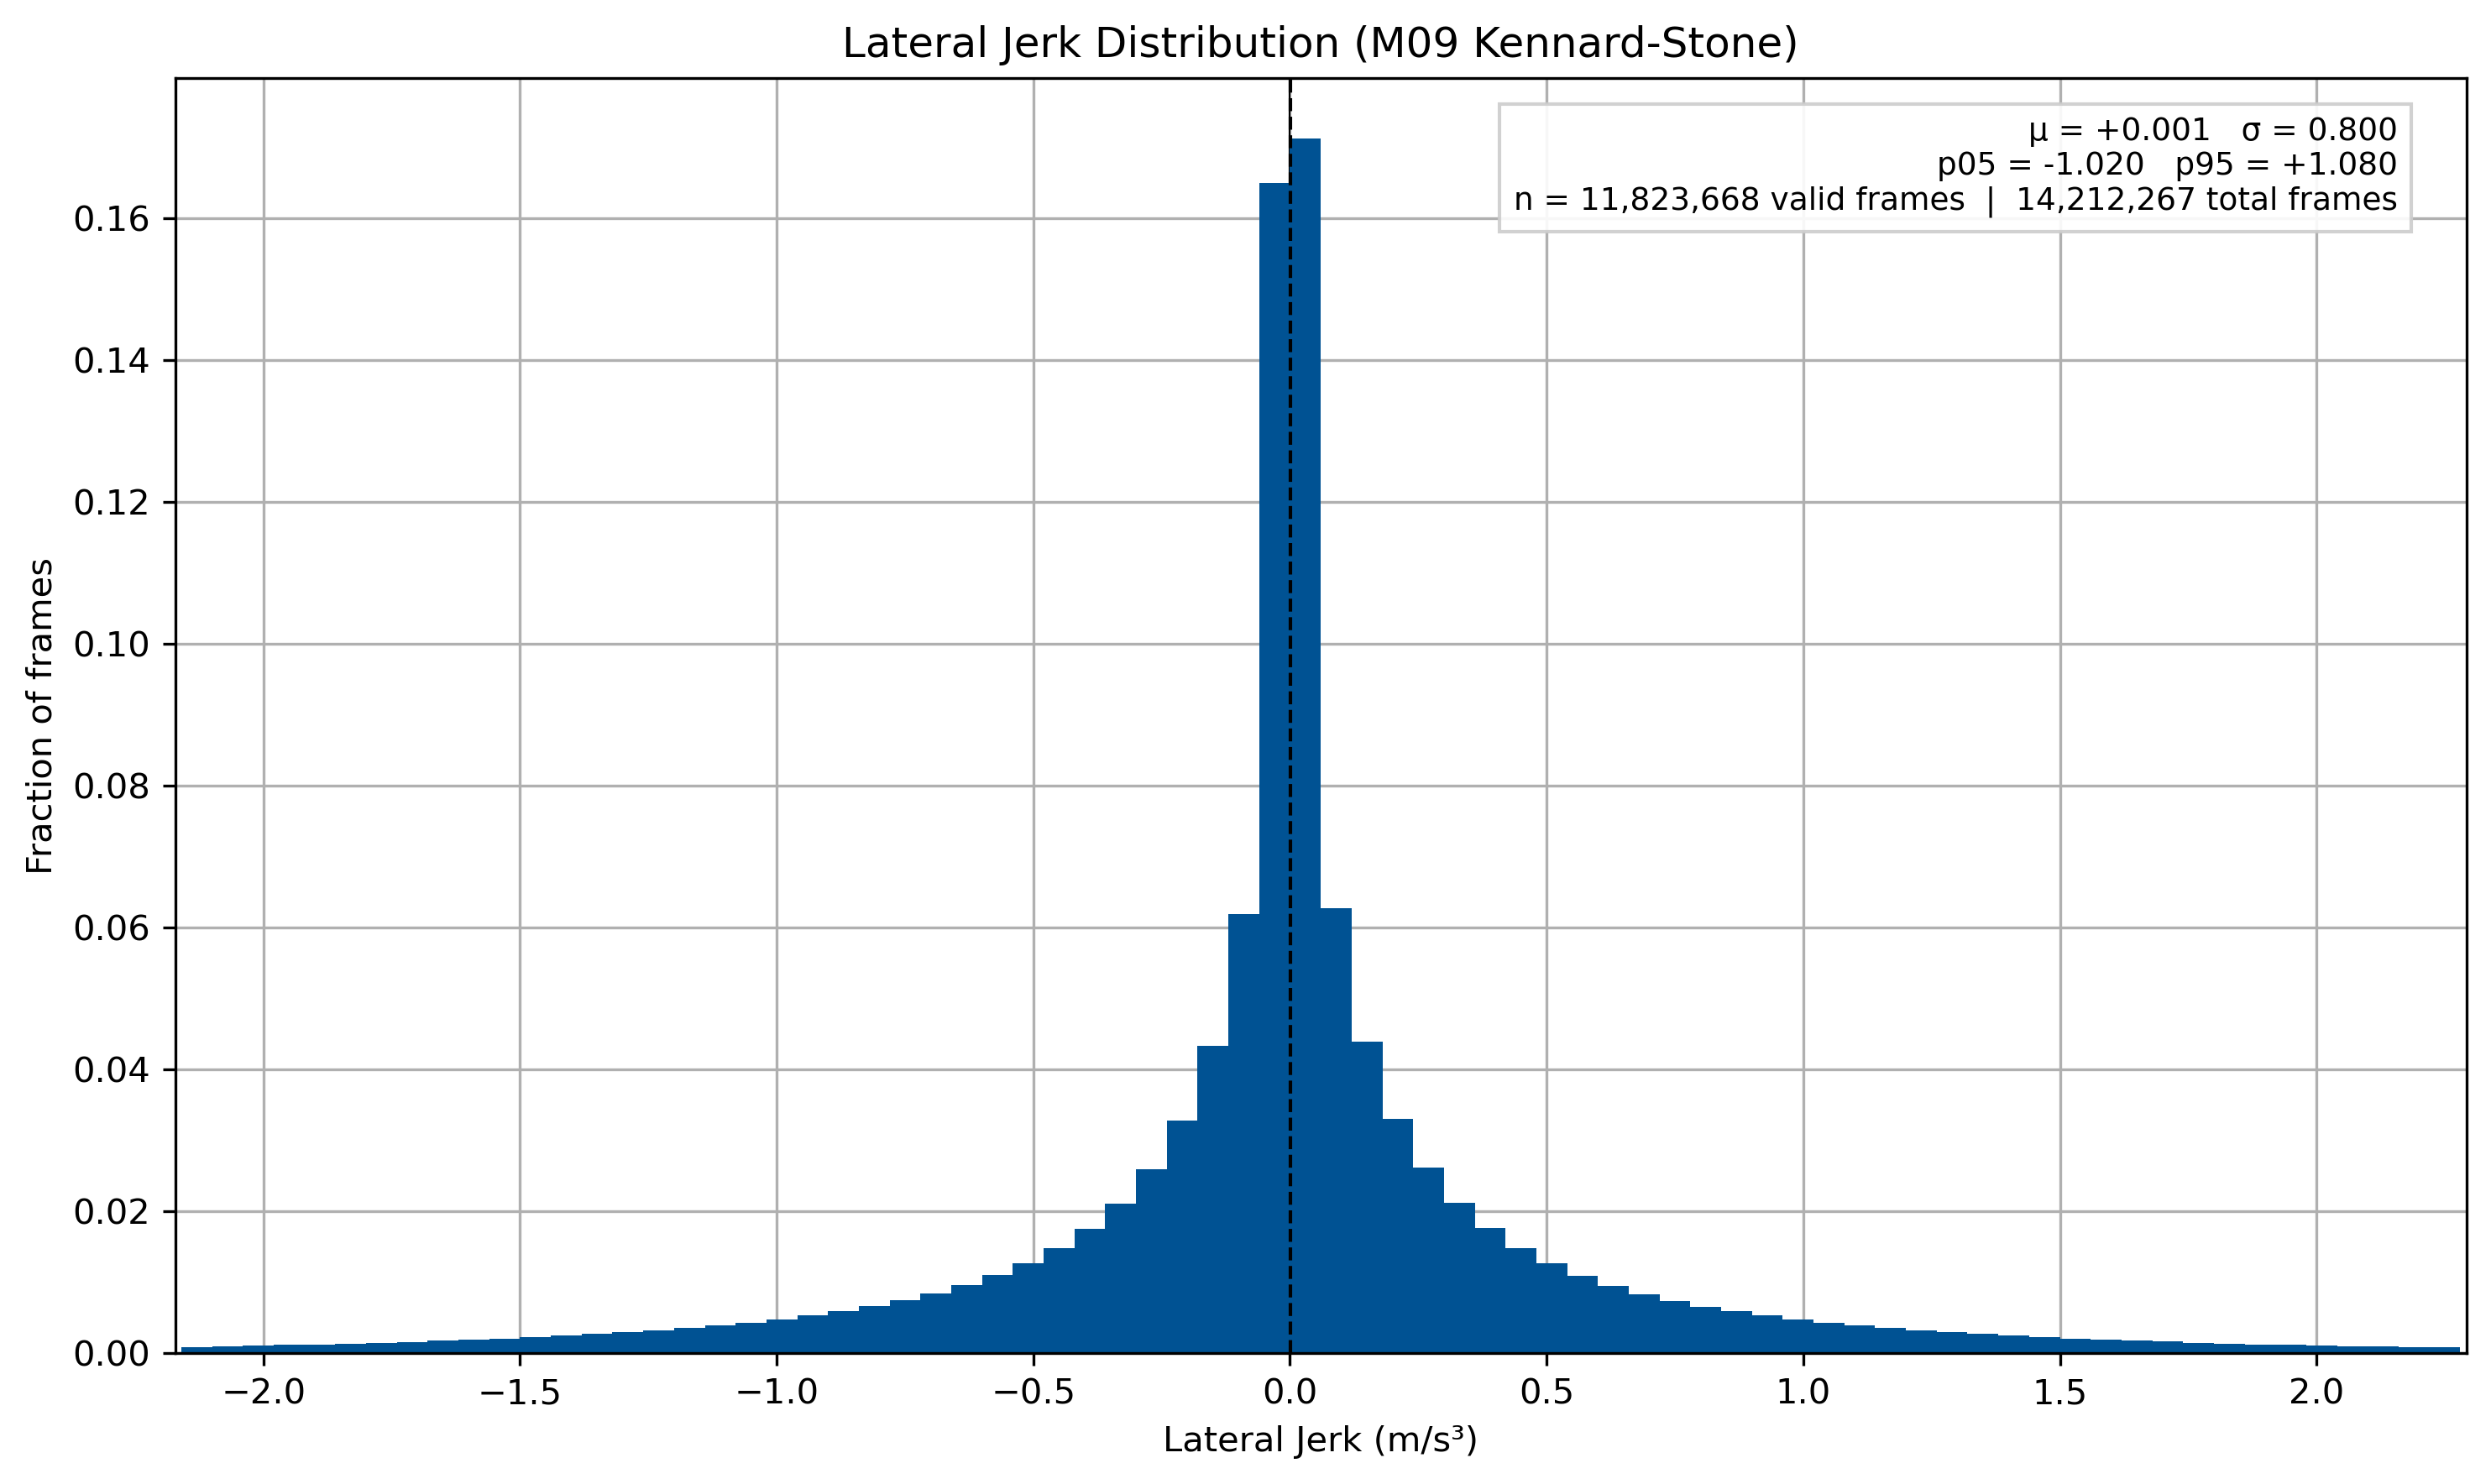 Lateral Jerk Distribution (M09 Kennard-Stone)
μ = +0.001   σ = 0.800
p05 = -1.020   p95 = +1.080
n = 11,823,668 valid frames  |  14,212,267 total frames
Fraction of frames
0.16
0.14
0.12
0.10
0.08
0.06
0.04
0.02
0.00
−2.0 −1.5 −1.0 −0.5 0.0 0.5 1.0 1.5 2.0
Lateral Jerk (m/s³)